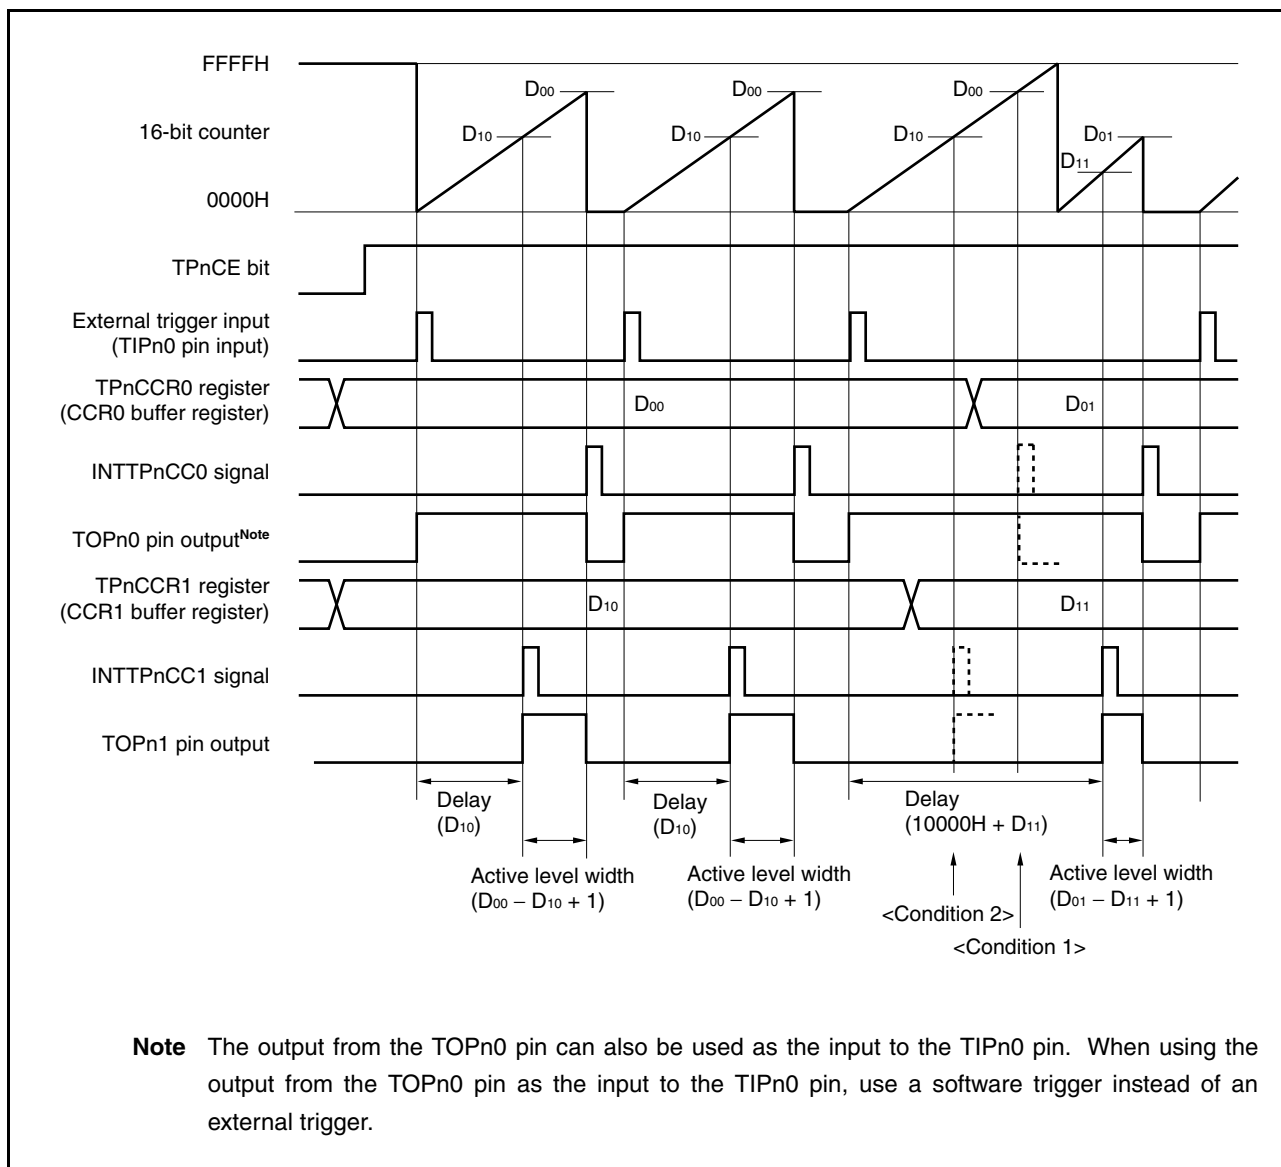 FFFFH
D00
D00
D00
16-bit counter
D10
D10
D10
D01
D11
0000H
TPnCE bit
External trigger input
(TIPn0 pin input)
TPnCCR0 register
(CCR0 buffer register)
D00
D01
INTTPnCC0 signal
TOPn0 pin outputNote
TPnCCR1 register
(CCR1 buffer register)
D10
D11
INTTPnCC1 signal
TOPn1 pin output
Delay
(D10)
Delay
(D10)
Delay
(10000H + D11)
Active level width
(D00 − D10 + 1)
Active level width
(D00 − D10 + 1)
Active level width
(D01 − D11 + 1)
<Condition 2>
<Condition 1>
Note The output from the TOPn0 pin can also be used as the input to the TIPn0 pin. When using the
output from the TOPn0 pin as the input to the TIPn0 pin, use a software trigger instead of an
external trigger.